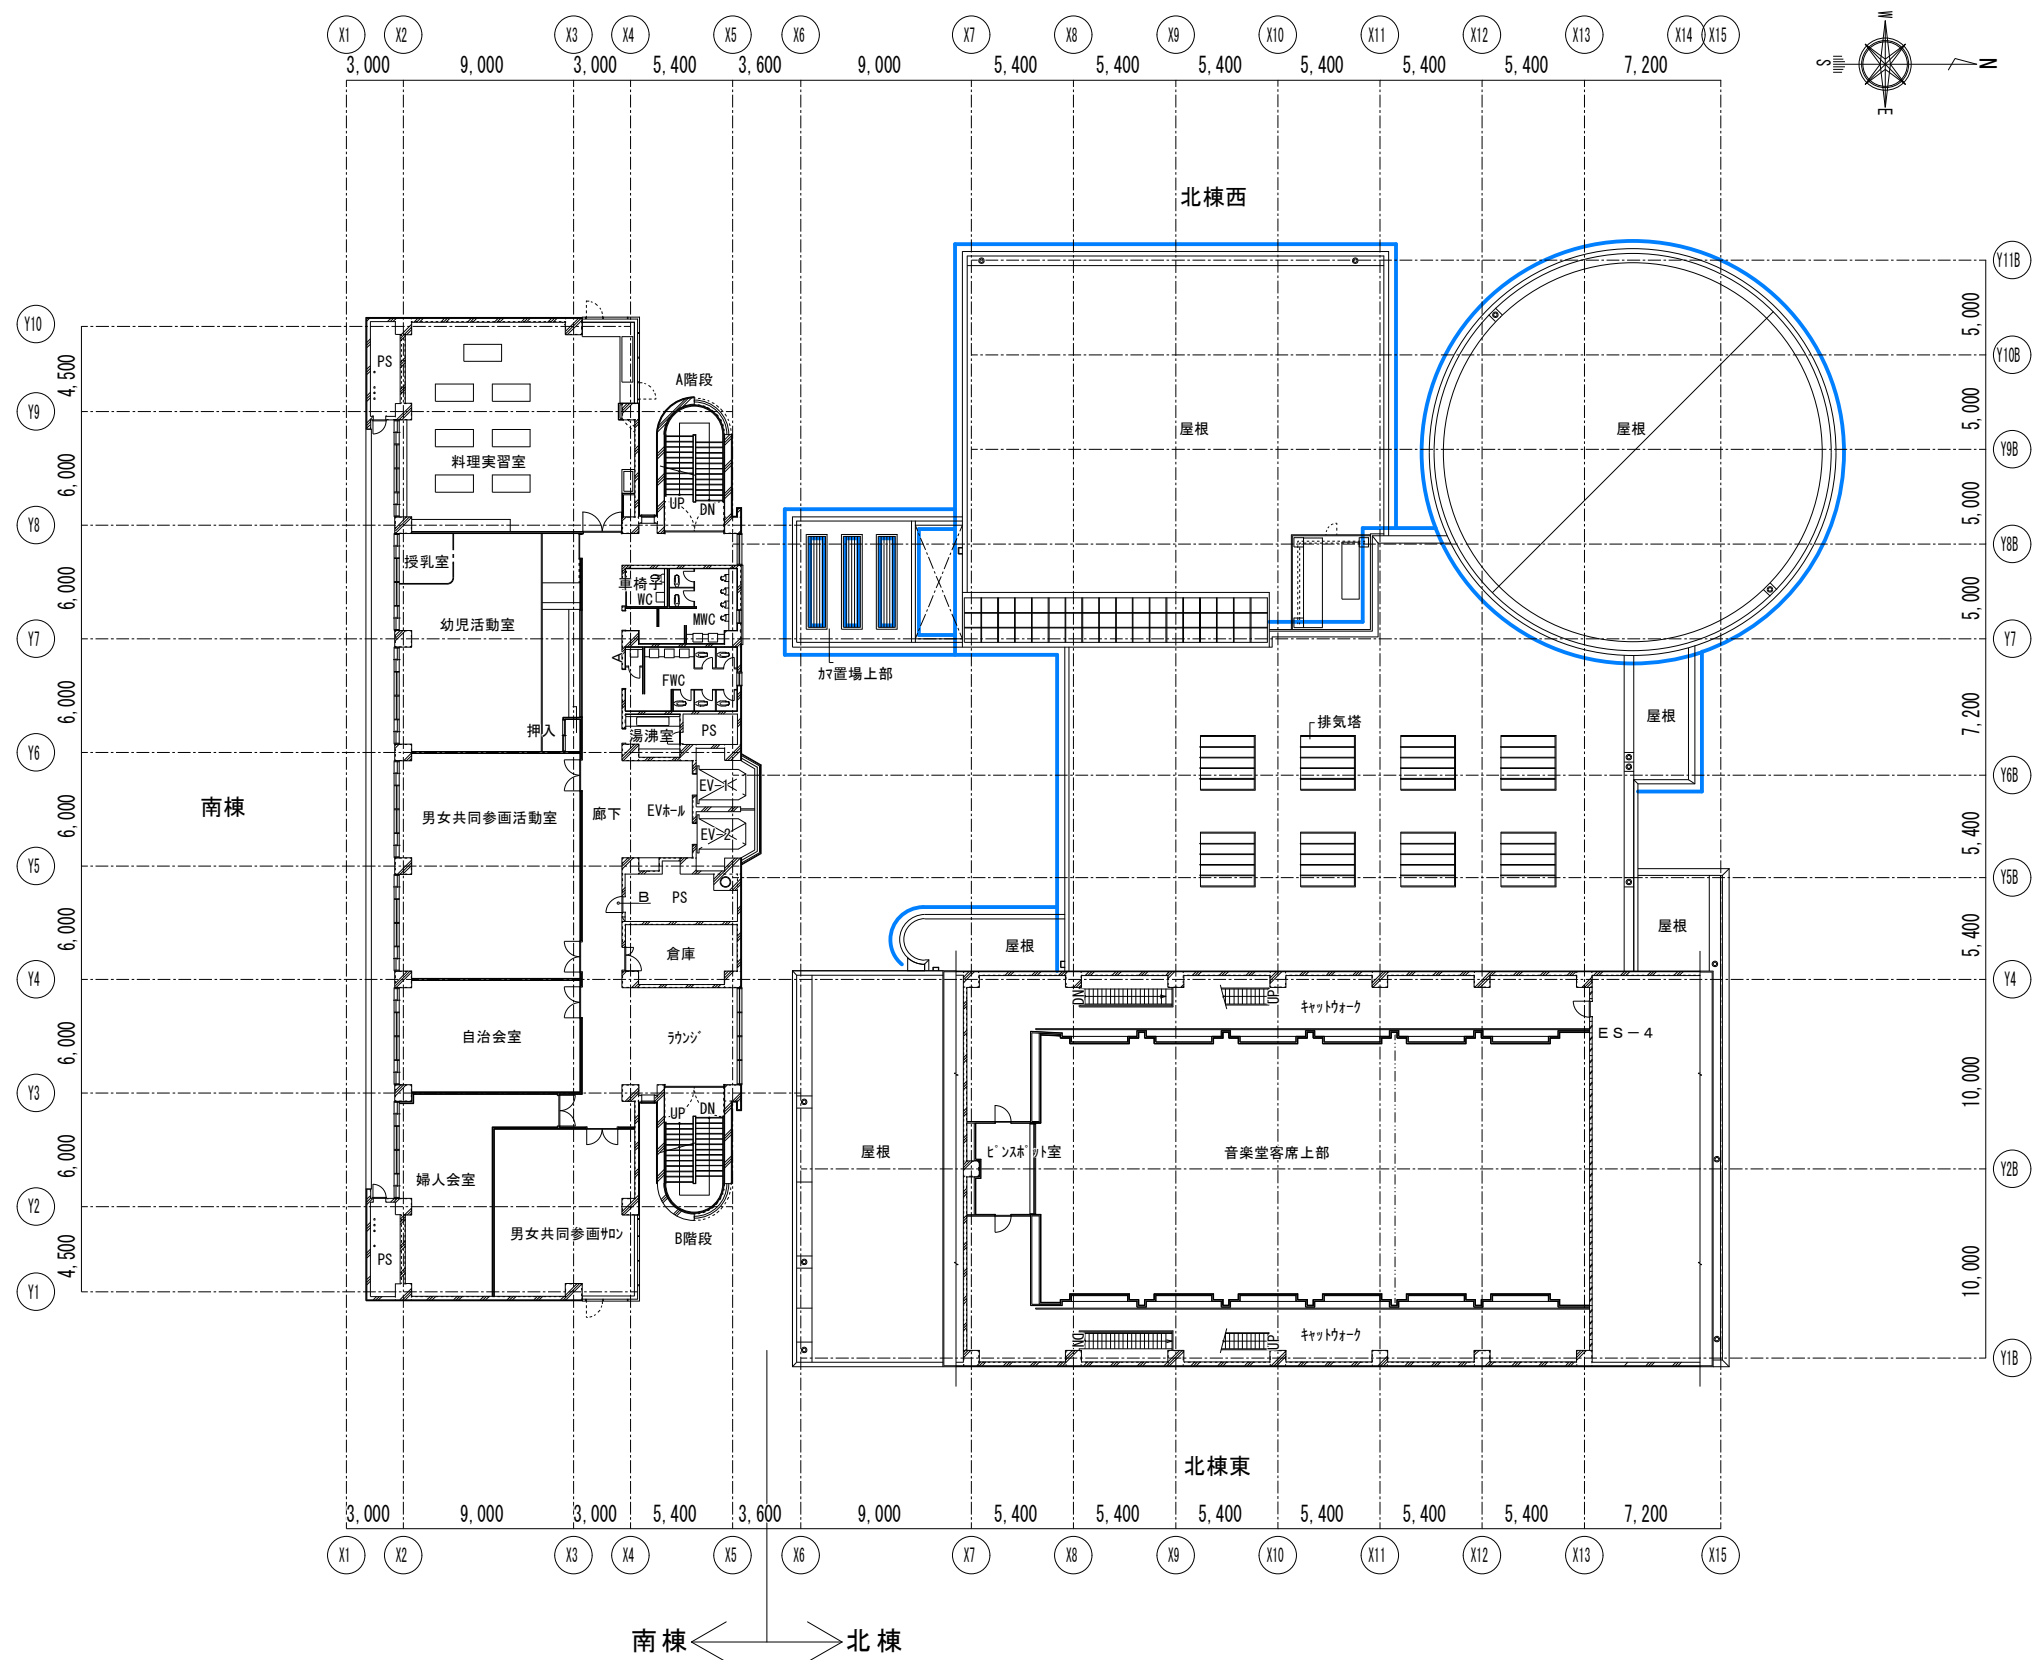 X1 X2 X3 X4 X5 X6 X7 X8 X9 X10 X11 X12 X13 X14 X15
3,000 9,000 3,000 5,400 3,600 9,000 5,400 5,400 5,400 5,400 5,400 5,400 7,200
W
S N
E
北棟西
Y10
4,500
Y9
6,000
Y8
6,000
Y7
6,000
Y6
6,000
Y5
6,000
Y4
6,000
Y3
6,000
Y2
4,500
Y1
南棟
PS
料理実習室
A階段
UP DN
授乳室
車椅子
WC
MWC
幼児活動室
FWC
押入
湯沸室
PS
EV-1
男女共同参画活動室
廊下
EVホール
EV-2
B
PS
倉庫
自治会室
ラウンジ
UP DN
婦人会室
男女共同参画サロン
B階段
PS
屋根
屋根
カマ置場上部
排気塔
屋根
屋根
屋根
DN
UP
キャットウォーク
ES-4
屋根
ピンスポット室
音楽堂客席上部
DN
UP
キャットウォーク
Y11B
5,000
Y10B
5,000
Y9B
5,000
Y8B
5,000
Y7
7,200
Y6B
5,400
Y5B
5,400
Y4
10,000
Y2B
10,000
Y1B
北棟東
3,000 9,000 3,000 5,400 3,600 9,000 5,400 5,400 5,400 5,400 5,400 5,400 7,200
X1 X2 X3 X4 X5 X6 X7 X8 X9 X10 X11 X12 X13 X15
南棟 北棟